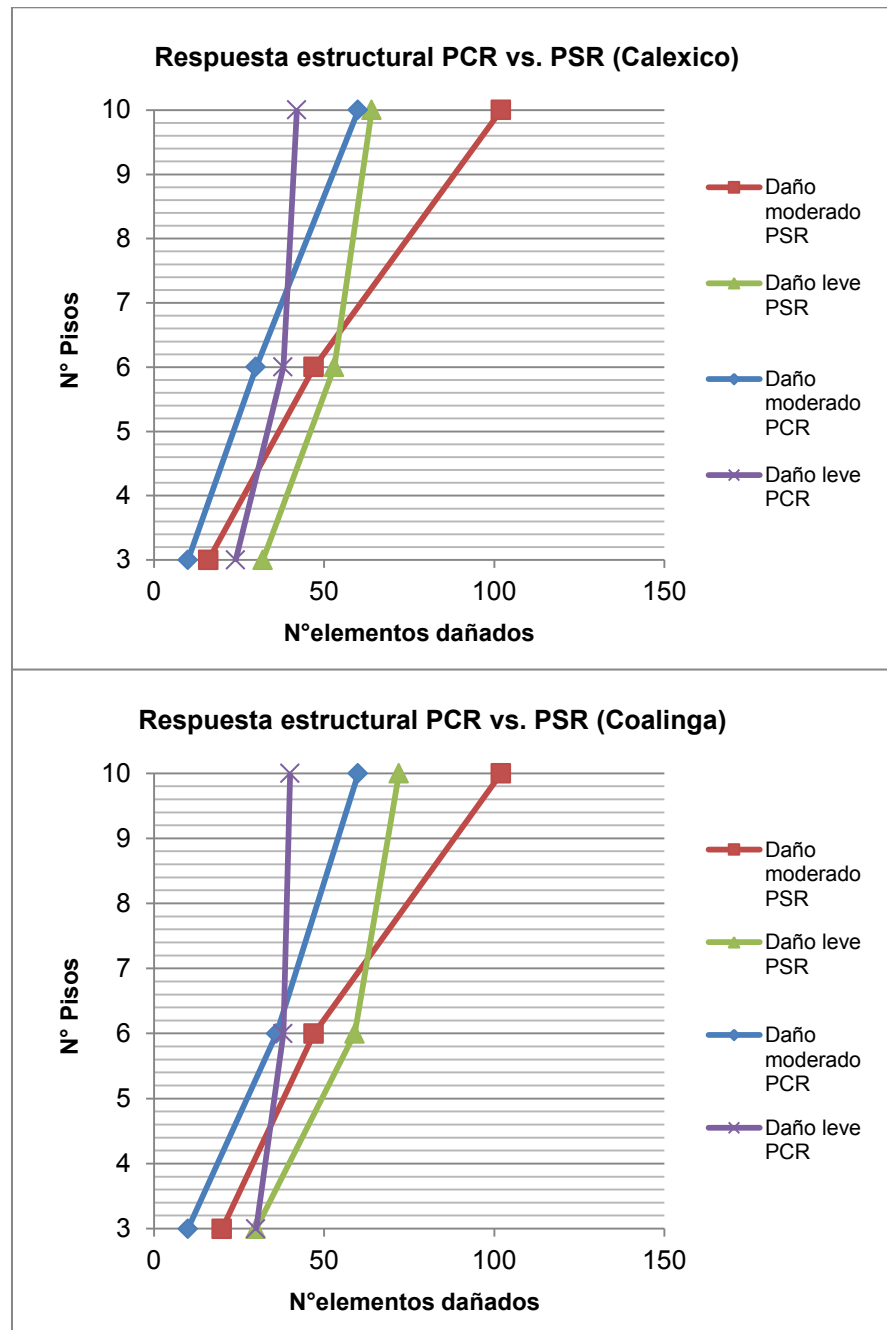 Respuesta estructural PCR vs. PSR (Calexico)
10
9
8
7
6
5
4
3
N° Pisos
0
50
100
150
N°elementos dañados
Daño
moderado
PSR
Daño leve
PSR
Daño
moderado
PCR
Daño leve
PCR
Respuesta estructural PCR vs. PSR (Coalinga)
10
9
8
7
6
5
4
3
N° Pisos
0
50
100
150
N°elementos dañados
Daño
moderado
PSR
Daño leve
PSR
Daño
moderado
PCR
Daño leve
PCR